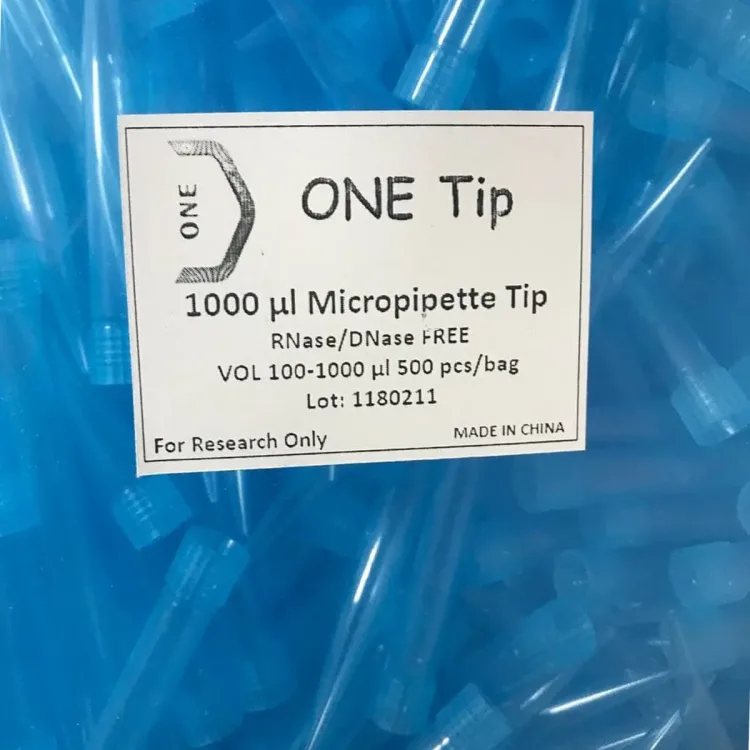 ONE
ONE Tip
1000 µl Micropipette Tip
RNase/DNase FREE
VOL 100-1000 µl 500 pcs/bag
Lot: 1180211
For Research Only
MADE IN CHINA